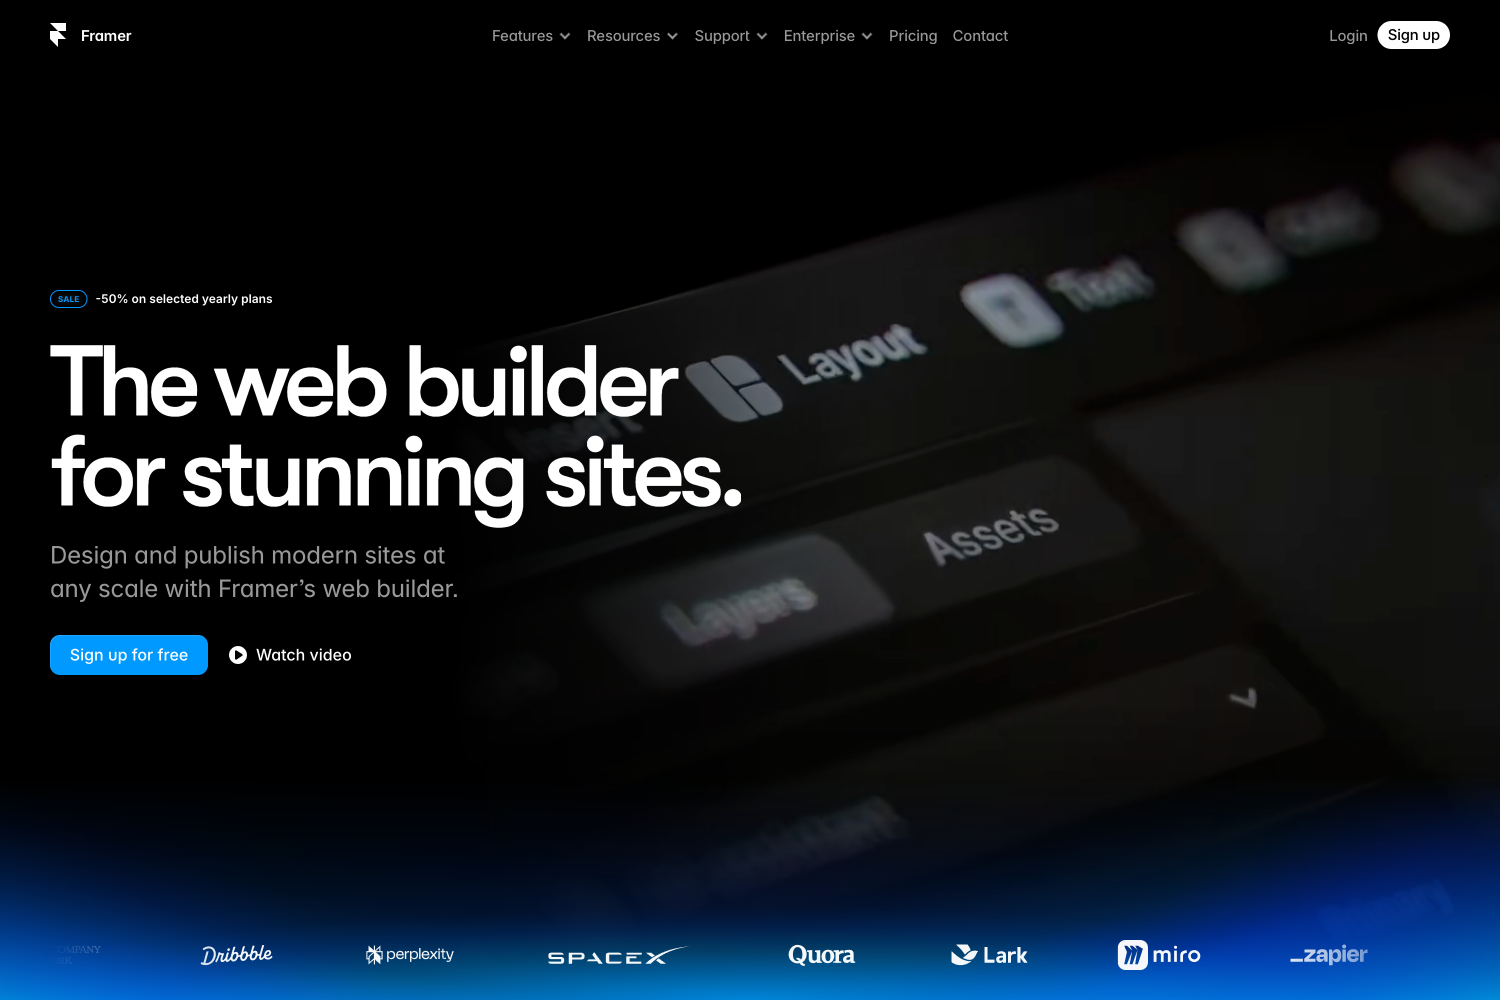 Framer
Features
Resources
Support
Enterprise
Pricing
Contact
Login
Sign up
SALE
-50% on selected yearly plans
The web builder
for stunning sites.
Design and publish modern sites at
any scale with Framer’s web builder.
Sign up for free
Watch video
Insert
Layout
Text
Layers
Assets
Dribbble
perplexity
SPACEX
Quora
Lark
miro
_zapier